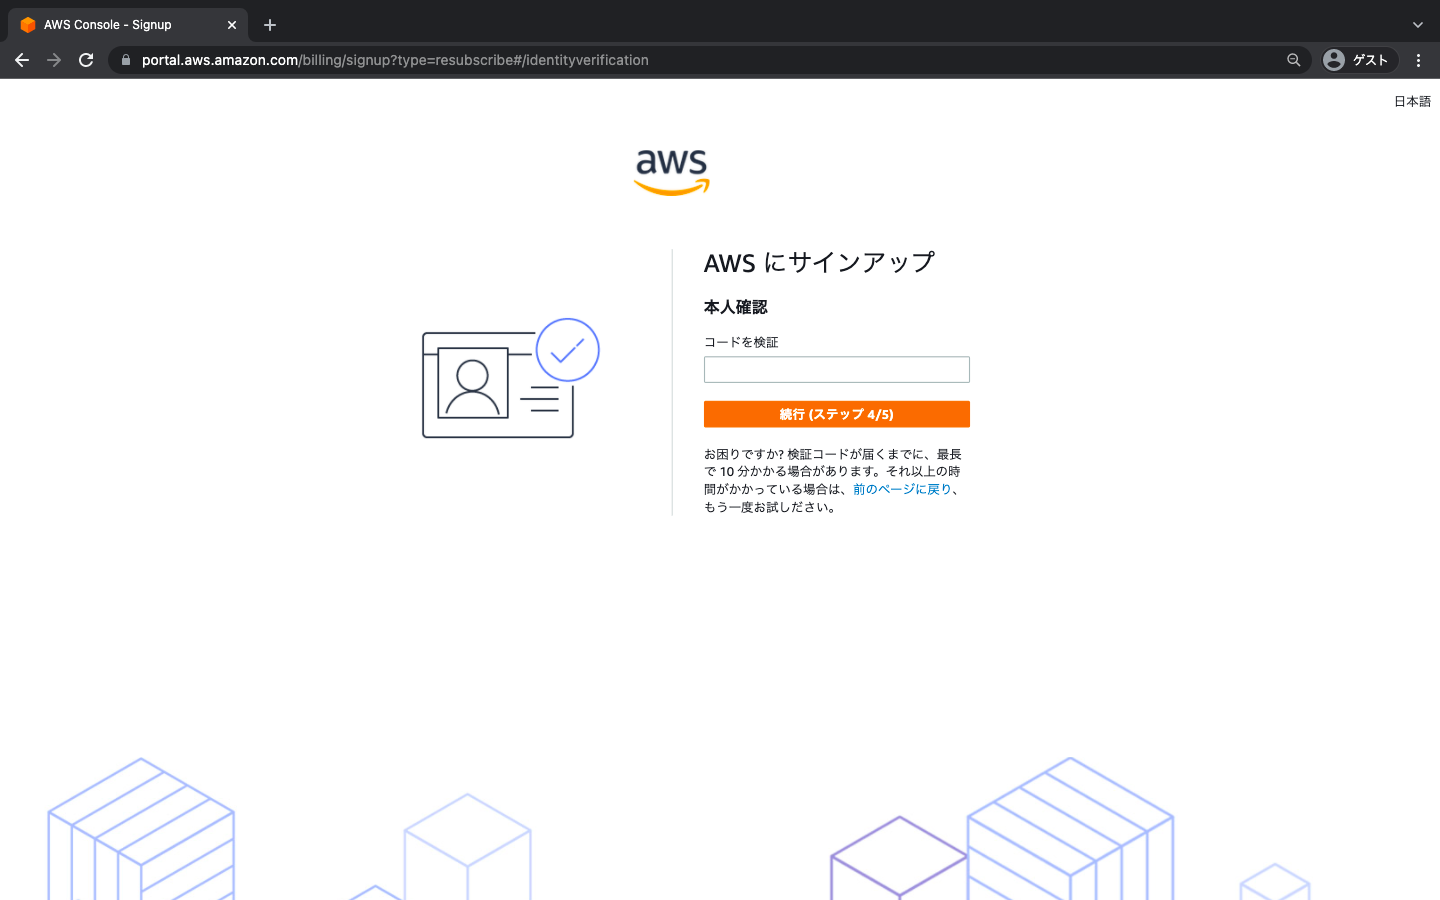 AWS Console - Signup
portal.aws.amazon.com/billing/signup?type=resubscribe#/identityverification
ゲスト
日本語
aws
AWS にサインアップ
本人確認
コードを検証
続行 (ステップ 4/5)
お困りですか? 検証コードが届くまでに、最長
で 10 分かかる場合があります。それ以上の時
間がかかっている場合は、前のページに戻り、
もう一度お試しください。